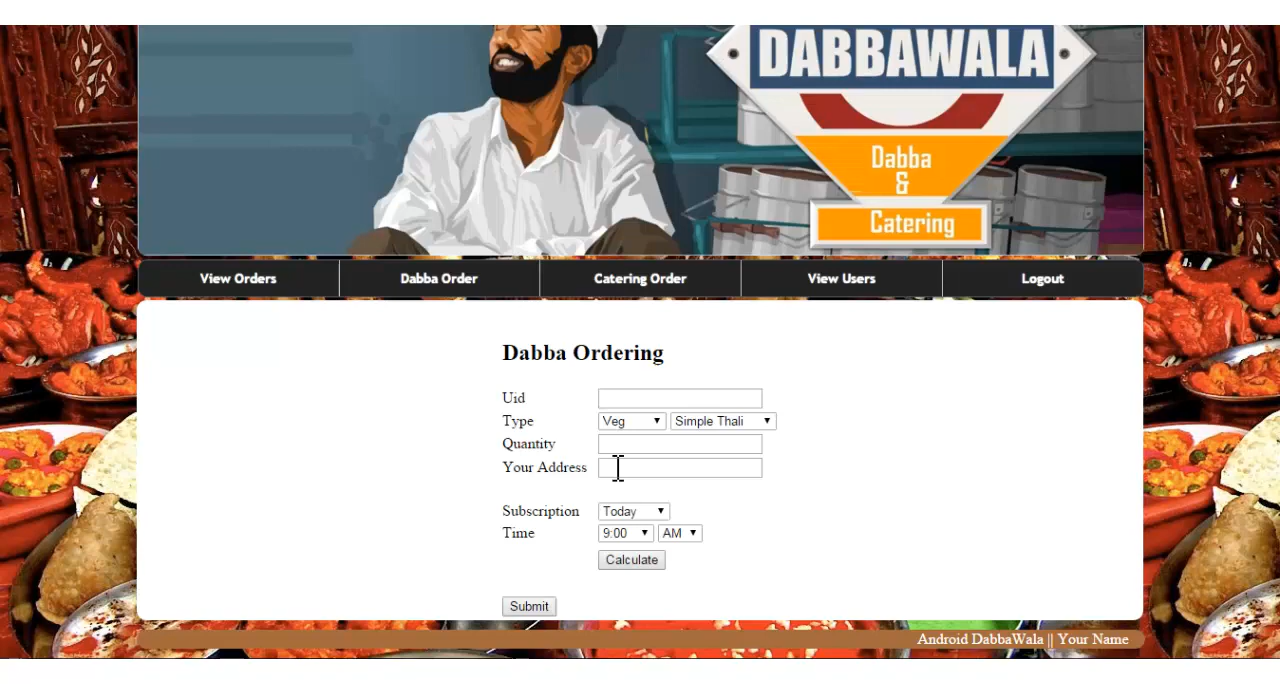 DABBAWALA
Dabba
&
Catering
View Orders Dabba Order Catering Order View Users Logout
Dabba Ordering
Uid
Type Veg Simple Thali
Quantity
Your Address
Subscription Today
Time 9:00 AM
Calculate
Submit
Android DabbaWala || Your Name